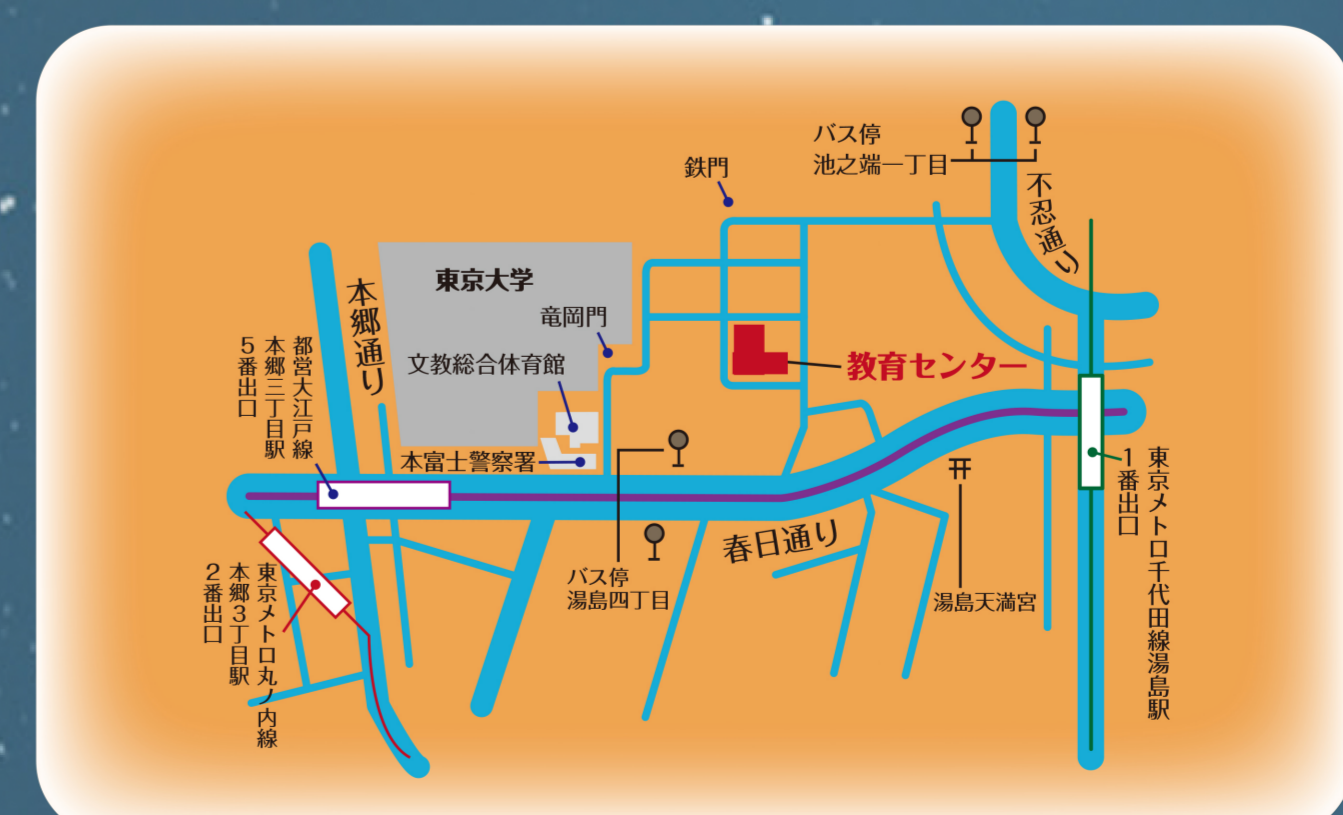 バス停
池之端一丁目
鉄門
不忍通り
東京大学
本郷通り
竜岡門
都営大江戸線
本郷三丁目駅
5番出口
文教総合体育館
教育センター
本富士警察署
東京メトロ千代田線湯島駅
1番出口
春日通り
東京メトロ丸ノ内線
本郷3丁目駅
2番出口
バス停
湯島四丁目
湯島天満宮